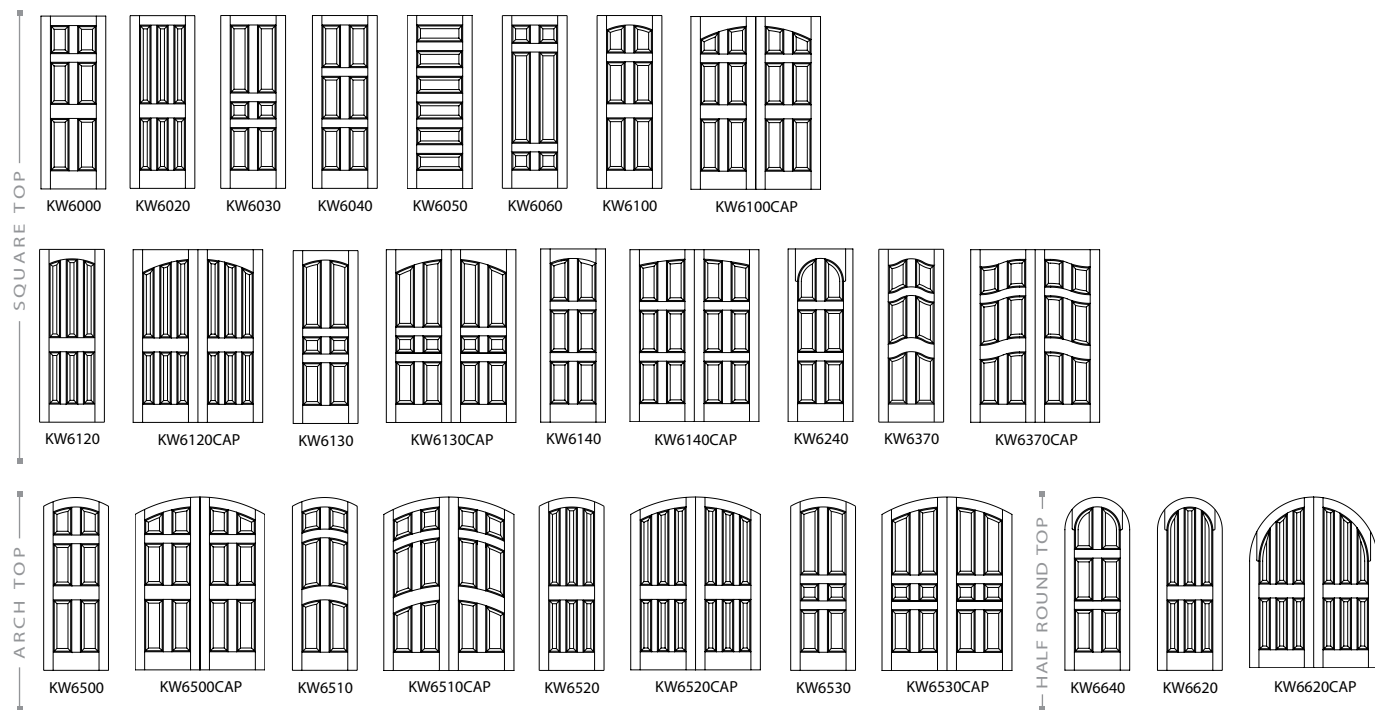 SQUARE TOP
KW6000 KW6020 KW6030 KW6040 KW6050 KW6060 KW6100 KW6100CAP
KW6120 KW6120CAP KW6130 KW6130CAP KW6140 KW6140CAP KW6240 KW6370 KW6370CAP
ARCH TOP
KW6500 KW6500CAP KW6510 KW6510CAP KW6520 KW6520CAP KW6530 KW6530CAP
HALF ROUND TOP
KW6640 KW6620 KW6620CAP